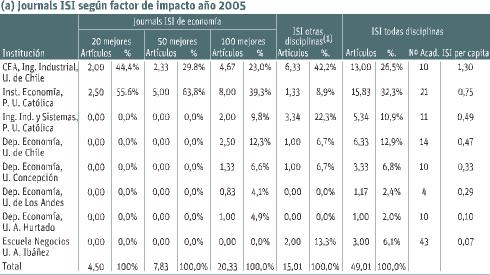 (a) Journals ISI según factor de impacto año 2005
Journals ISI de economía
20 mejores 50 mejores 100 mejores ISI otras disciplinas(1) ISI todas disciplinas
Institución Artículos % Artículos % Artículos % Artículos %. Artículos %. Nº Acad. ISI per capita
CEA, Ing. Industrial, 2,00 44,4% 2,33 29.8% 4,67 23,0% 6,33 42,2% 13,00 26,5% 10 1,30
U. de Chile
Inst. Economía, 2,50 55.6% 5,00 63,8% 8,00 39,3% 1,33 8,9% 15,83 32,3% 21 0,75
P. U. Católica
Ing. Ind. y Sistemas, 0,00 0,0% 0,00 0,0% 2,00 9,8% 3,34 22,3% 5,34 10,9% 11 0,49
P. U. Católica
Dep. Economía, 0,00 0,0% 0,00 0,0% 2,50 12,3% 1,00 6,7% 6,33 12,9% 14 0,47
U. de Chile
Dep. Economía, 0,00 0,0% 0,00 0,0% 1,33 6,6% 1,00 6,7% 3,33 6,8% 10 0,33
U. Concepción
Dep. Economía, 0,00 0,0% 0,00 0,0% 0,83 4,1% 0,00 0,0% 1,17 2,4% 4 0,29
U. de Los Andes
Dep. Economía, 0,00 0,0% 0,00 0,0% 1,00 4,9% 0,00 0,0% 1,00 2,0% 10 0,10
U. A. Hurtado
Escuela Negocios 0,00 0,0% 0,00 0,0% 0,00 0,0% 2,00 13.3% 3,00 6,1% 43 0,07
U. A. Ibáñez
Total 4,50 100% 7,83 100,0% 20,33 100,0% 15,01 100,0% 49,01 100,0%